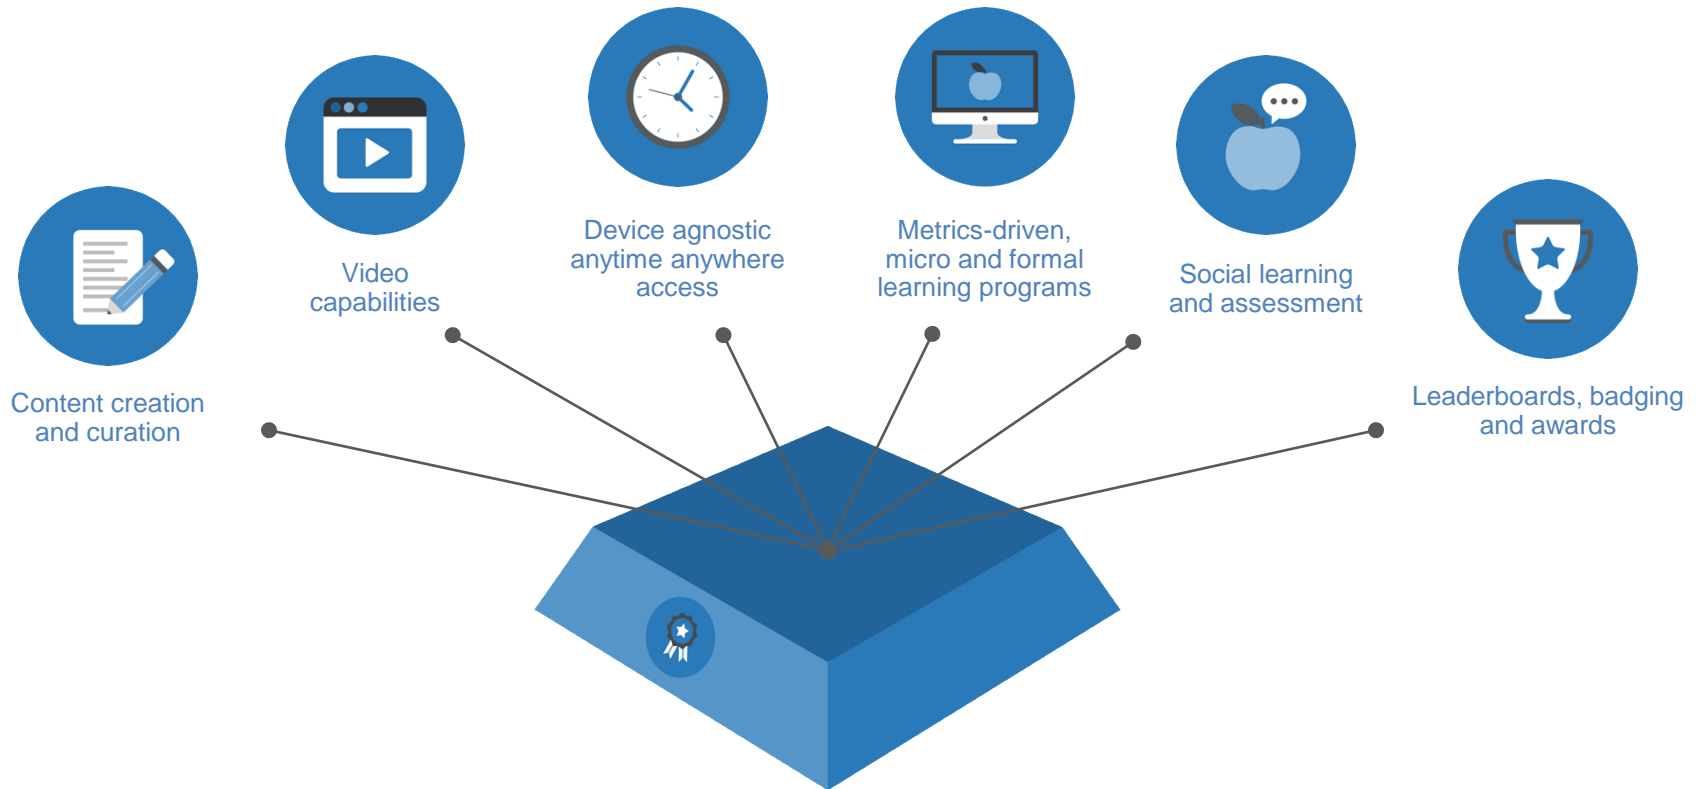 Content creation
and curation
Video
capabilities
Device agnostic
anytime anywhere
access
Metrics-driven,
micro and formal
learning programs
Social learning
and assessment
Leaderboards, badging
and awards